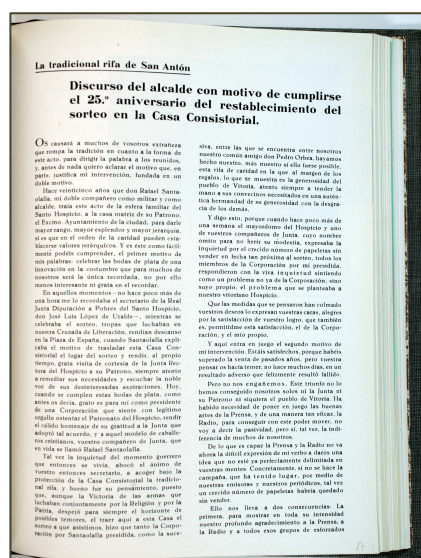 La tradicional rifa de San Antón
Discurso del alcalde con motivo de cumplirse
el 25.º aniversario del restablecimiento del
sorteo en la Casa Consistorial.
Os causará a muchos de vosotros extrañeza
que rompa la tradición en cuanto a la forma de
este acto, para dirigir la palabra a los reunidos,
y, antes de nada quiero aclarar el motivo que, en
parte, justifica mi intervención, fundada en un
doble motivo.
Hace veinticinco años que don Rafael Santa-
olalla, mi doble compañero como militar y como
alcalde, trata este acto de la esfera familiar del
Santo Hospicio, a la casa matriz de su Patrono,
el Excmo. Ayuntamiento de la ciudad, para darle
mayor rango, mayor esplendor y mayor jerarquía,
si es que en el orden de la caridad pueden esta-
blecerse valores jerárquicos. Y es este como fácil-
mente podéis comprender, el primer motivo de
mis palabras: celebrar las bodas de plata de una
innovación en la costumbre que para muchos de
nosotros será la única recordada, no por ello
menos interesante ni grata en el recordar.
En aquellos momentos —no hace poco más de
una hora me lo recordaba el secretario de la Real
Junta Diputación a Pobres del Santo Hospicio,
don José Luis López de Uralde—, mientras se
celebraba el sorteo, tropas que luchaban en
nuestra Cruzada de Liberación, rendían descanso
en la Plaza de España, cuando Santaolalla expli-
caba el motivo de trasladar esta Casa Con-
sistorial el lugar del sorteo y rendir, al propio
tiempo, grata visita de cortesía de la Junta Rec-
tora del Hospicio a su Patrono, siempre atento
a remediar sus necesidades y escuchar la noble
voz de sus desinteresadas aspiraciones. Hoy,
cuando se cumplen estas bodas de plata, como
antes os decía, grato es para mí como presidente
de una Corporación que siente con legítimo
orgullo ostentar el Patronato del Hospicio, rendir
el cálido homenaje de su gratitud a la Junta que
adoptó tal acuerdo, y a aquel modelo de caballe-
ros cristianos, vuestro compañero de Junta, que
en vida se llamó Rafael Santaolalla.
Tal vez la inquietud del momento guerrero
que entonces se vivía, abocó el ánimo de
vuestro entonces secretario, a acoger bajo la
protección de la Casa Consistorial la tradicio-
nal rifa, y bueno fue su pensamiento, puesto
que, aunque la Victoria de las armas que
luchaban conjuntamente por la Religión y por la
Patria, despejó para siempre el horizonte de
posibles temores, el traer aquí a esta Casa el
sorteo a que asistimos, hizo que tanto la Corpo-
ración por Santaolalla presidida, como la suce-
siva, entre las que se encuentra entre nosotros
nuestro común amigo don Pedro Orbea, hayamos
hecho nuestro, más nuestro si ello fuese posible,
esta rifa de caridad en la que, al margen de los
regalos, lo que se muestra es la generosidad del
pueblo de Vitoria, atento siempre a tender la
mano a sus convecinos necesitados en una autén-
tica hermandad de su generosidad con la desgra-
cia de los demás.
Y digo esto, porque cuando hace poco más de
una semana el mayordomo del Hospicio y uno
de vuestros compañeros de Junta, cuyo nombre
omito para no herir su modestia, expresaba la
inquietud por el crecido número de papeletas sin
vender en fecha tan próxima al sorteo, todos los
miembros de la Corporación por mí presidida,
respondieron con la viva inquietud sintiendo
como un problema no ya de la Corporación, sino
suyo propio, el problema que se planteaba a
nuestro vitoriano Hospicio.
Que las medidas que se pensaron han colmado
vuestros deseos lo expresan vuestras caras, alegres
por la satisfacción de vuestro logro, que también
es, permitidme esta satisfacción, el de la Corpo-
ración, y el mío propio.
Y aquí entra en juego el segundo motivo de
mi intervención. Estáis satisfechos, porque habéis
superado la venta de pasados años, pero vuestro
pensar os hacía temer, no hace muchos días, en un
resultado adverso que felizmente resultó fallido.
Pero no nos engañemos. Este triunfo no lo
hemos conseguido nosotros solos ni la Junta ni
su Patrono ni siquiera el pueblo de Vitoria. Ha
habido necesidad de poner en juego las buenas
artes de la Prensa, y de una manera tan eficaz, la
Radio, para conseguir con este poder mover, no
voy a decir la pasividad, pero sí, tal vez, la indi-
ferencia de muchos de nosotros.
De lo que es capaz la Prensa y la Radio no va
ahora la difícil expresión de mi verbo a daros una
idea que no esté ya perfectamente delimitada en
vuestras mentes. Concretamente, si no se hace la
campaña, que ha tenido lugar, por medio de
nuestras emisoras y nuestros periódicos, tal vez
un crecido número de papeletas habría quedado
sin vender.
Ello nos lleva a dos consecuencias: La
primera, para mostrar en toda su intensidad
nuestro profundo agradecimiento a la Prensa, a
la Radio y a todos esos grupos de esforzados